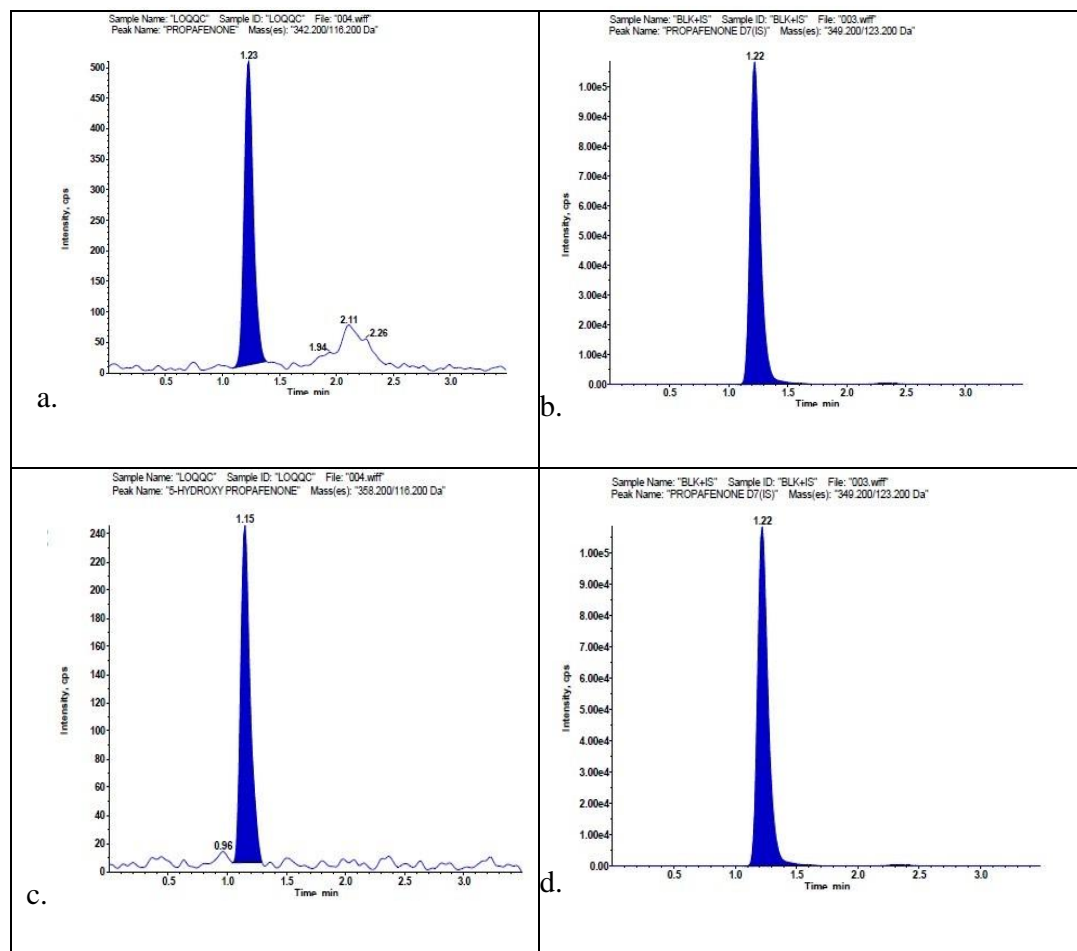 Sample Name: "LOQQC" Sample ID: "LOQQC" File: "004.wiff"
Peak Name: "PROPAFENONE" Mass(es): "342.200/116.200 Da"
1.23
500
450
400
350
300
250
200
150
100
50
0
Intensity, cps
1.94
2.11
2.26
0.5 1.0 1.5 2.0 2.5 3.0
Time, min
a.
Sample Name: "BLK+IS" Sample ID: "BLK+IS" File: "003.wiff"
Peak Name: "PROPAFENONE D7(IS)" Mass(es): "349.200/123.200 Da"
1.22
1.00e5
9.00e4
8.00e4
7.00e4
6.00e4
5.00e4
4.00e4
3.00e4
2.00e4
1.00e4
0.00
Intensity, cps
0.5 1.0 1.5 2.0 2.5 3.0
Time, min
b.
Sample Name: "LOQQC" Sample ID: "LOQQC" File: "004.wiff"
Peak Name: "5-HYDROXY PROPAFENONE" Mass(es): "358.200/116.200 Da"
1.15
240
220
200
180
160
140
120
100
80
60
40
20
0
Intensity, cps
0.96
0.5 1.0 1.5 2.0 2.5 3.0
Time, min
c.
Sample Name: "BLK+IS" Sample ID: "BLK+IS" File: "003.wiff"
Peak Name: "PROPAFENONE D7(IS)" Mass(es): "349.200/123.200 Da"
1.22
1.00e5
9.00e4
8.00e4
7.00e4
6.00e4
5.00e4
4.00e4
3.00e4
2.00e4
1.00e4
0.00
Intensity, cps
0.5 1.0 1.5 2.0 2.5 3.0
Time, min
d.